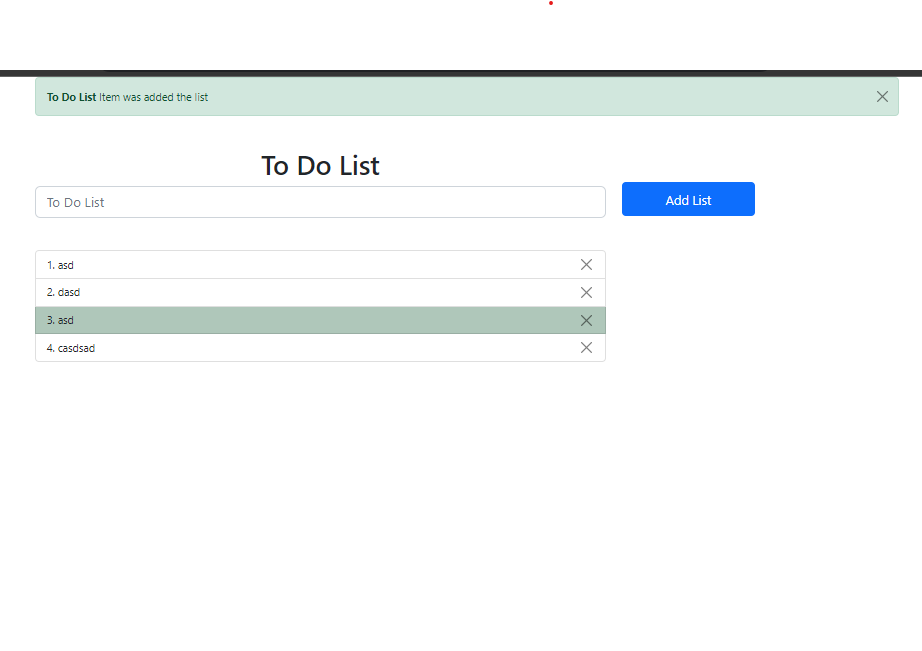 To Do List Item was added the list
To Do List
To Do List
Add List
1. asd
2. dasd
3. asd
4. casdsad